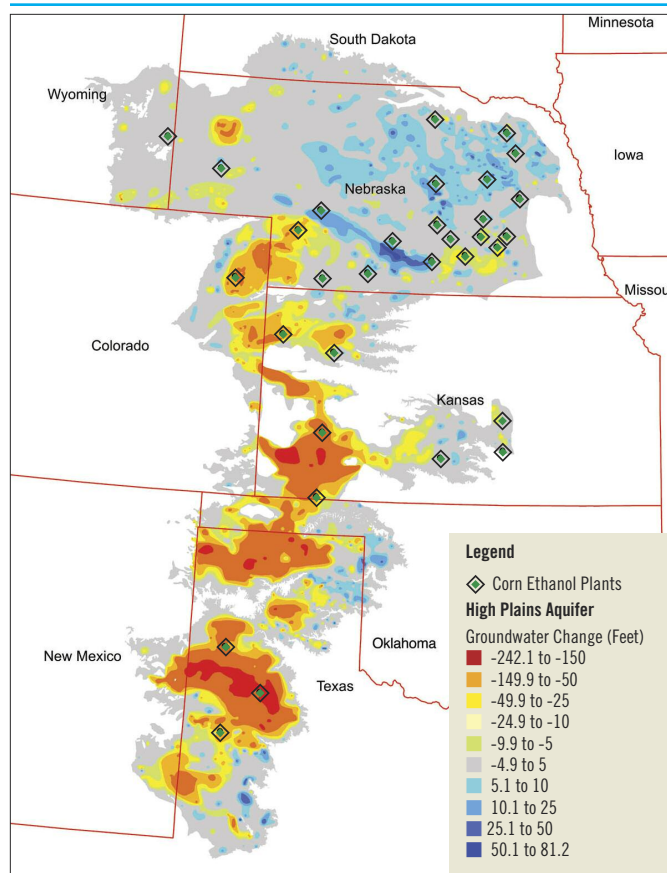 Minnesota
South Dakota
Wyoming
Iowa
Nebraska
Missou
Colorado
Kansas
Legend
Corn Ethanol Plants
High Plains Aquifer
Groundwater Change (Feet)
-242.1 to -150
-149.9 to -50
-49.9 to -25
-24.9 to -10
-9.9 to -5
-4.9 to 5
5.1 to 10
10.1 to 25
25.1 to 50
50.1 to 81.2
Oklahoma
New Mexico
Texas